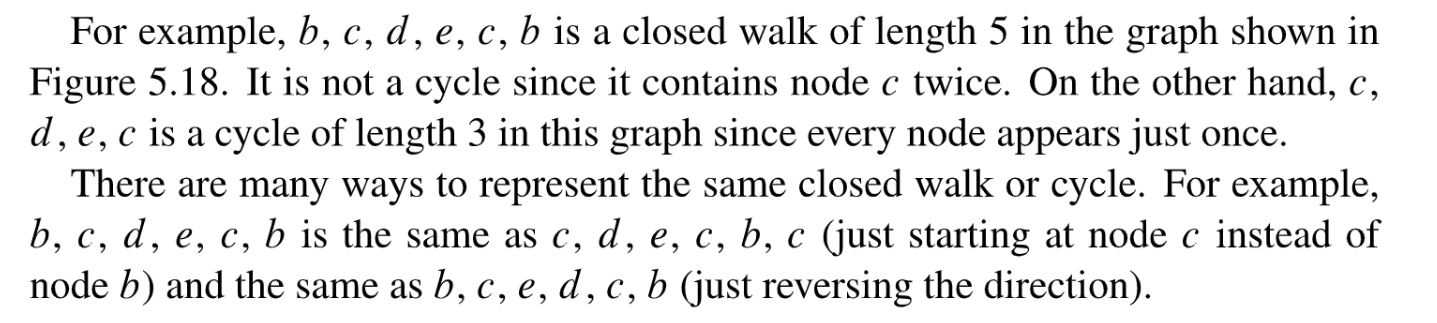 For example, b, c, d, e, c, b is a closed walk of length 5 in the graph shown in
Figure 5.18. It is not a cycle since it contains node c twice. On the other hand, c,
d, e, c is a cycle of length 3 in this graph since every node appears just once.
There are many ways to represent the same closed walk or cycle. For example,
b, c, d, e, c, b is the same as c, d, e, c, b, c (just starting at node c instead of
node b) and the same as b, c, e, d, c, b (just reversing the direction).